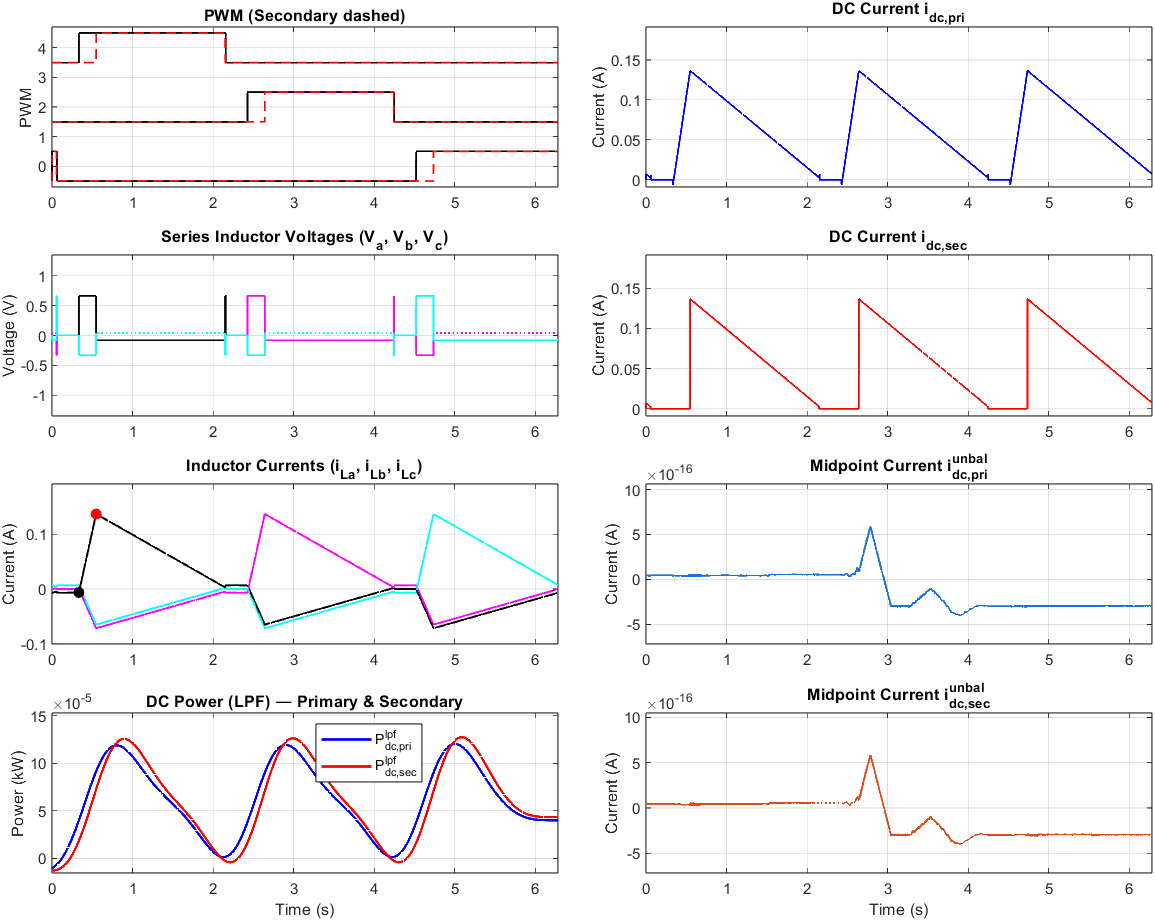 PWM (Secondary dashed)
PWM
4
3
2
1
0
0 1 2 3 4 5 6
DC Current i_dc,pri
Current (A)
0.15
0.1
0.05
0
0 1 2 3 4 5 6
Series Inductor Voltages (V_a, V_b, V_c)
Voltage (V)
1
0.5
0
-0.5
-1
0 1 2 3 4 5 6
DC Current i_dc,sec
Current (A)
0.15
0.1
0.05
0
0 1 2 3 4 5 6
Inductor Currents (i_La, i_Lb, i_Lc)
Current (A)
0.1
0
-0.1
0 1 2 3 4 5 6
Midpoint Current i^unbal_dc,pri
×10^-16
Current (A)
10
5
0
-5
0 1 2 3 4 5 6
DC Power (LPF) — Primary & Secondary
×10^-5
Power (kW)
15
10
5
0
P^lpf_dc,pri
P^lpf_dc,sec
0 1 2 3 4 5 6
Time (s)
Midpoint Current i^unbal_dc,sec
×10^-16
Current (A)
10
5
0
-5
0 1 2 3 4 5 6
Time (s)